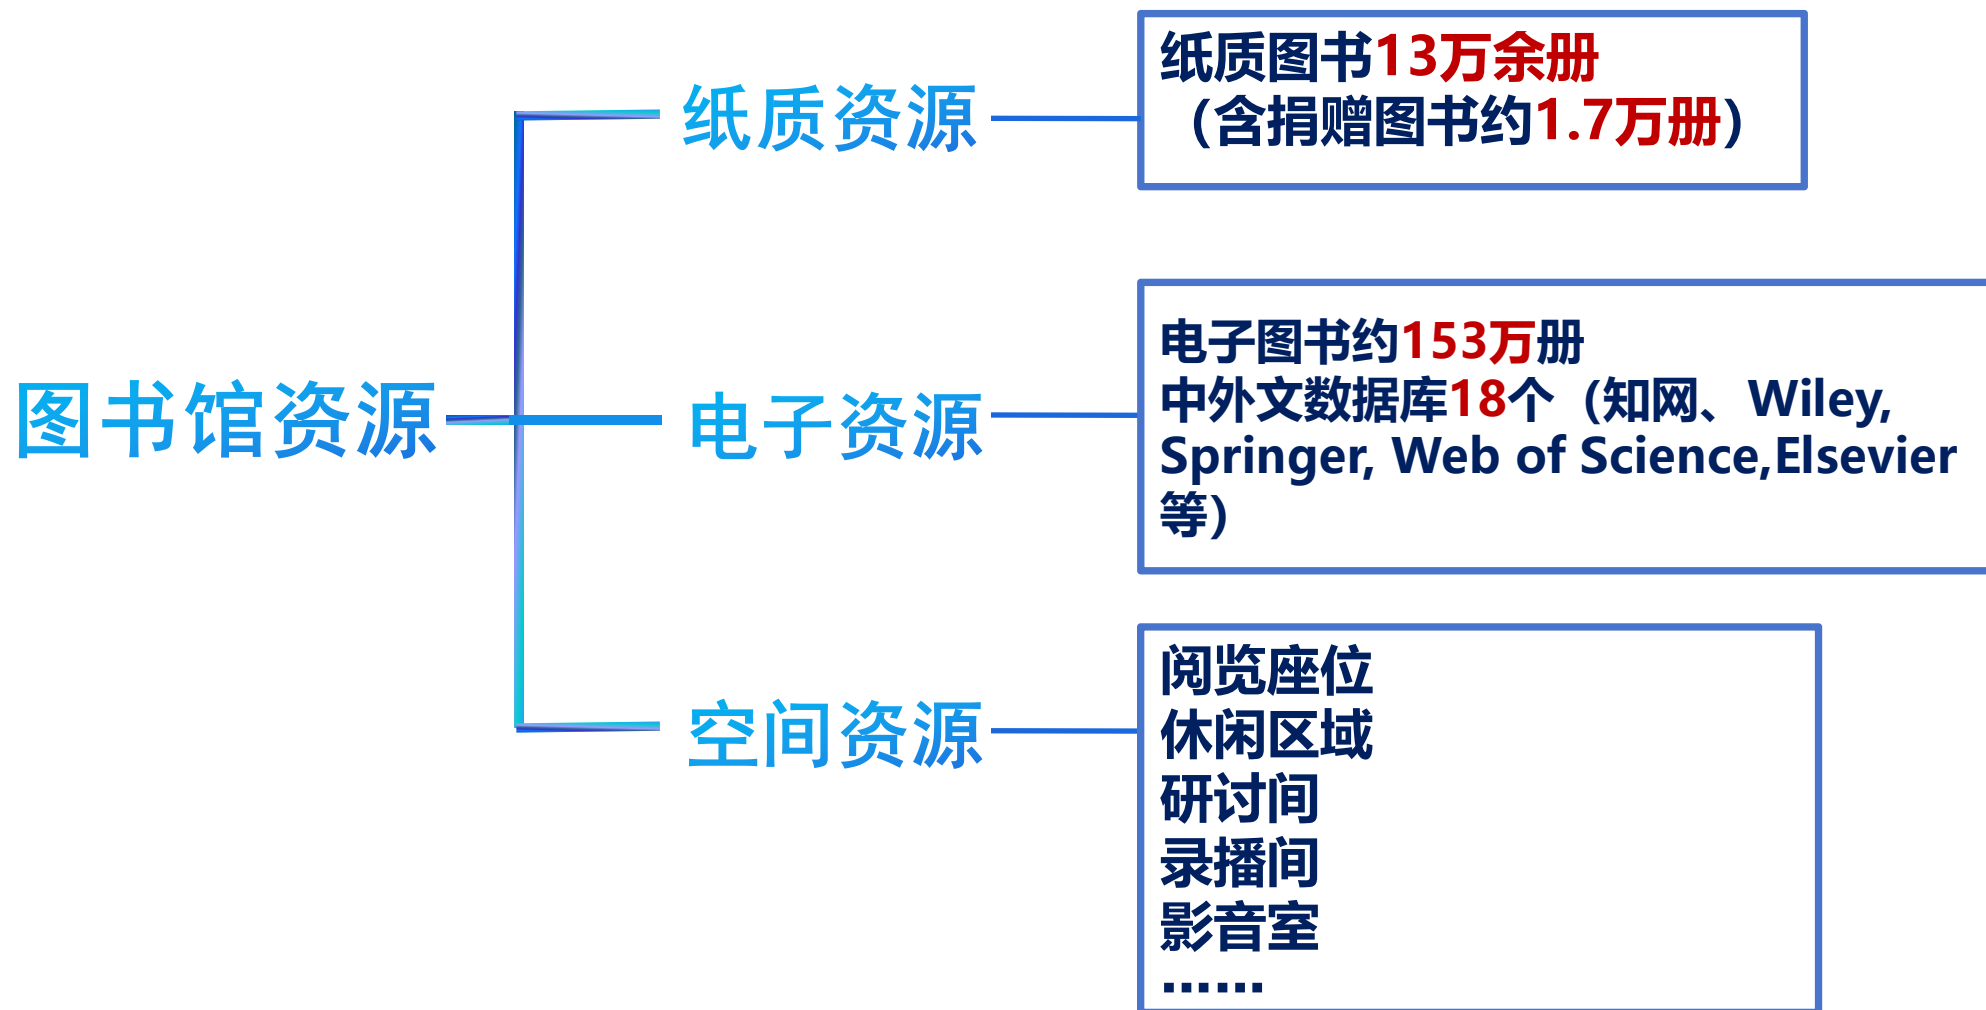 图书馆资源
纸质资源
纸质图书13万余册
（含捐赠图书约1.7万册）
电子资源
电子图书约153万册
中外文数据库18个（知网、Wiley,
Springer, Web of Science,Elsevier
等）
空间资源
阅览座位
休闲区域
研讨间
录播间
影音室
……